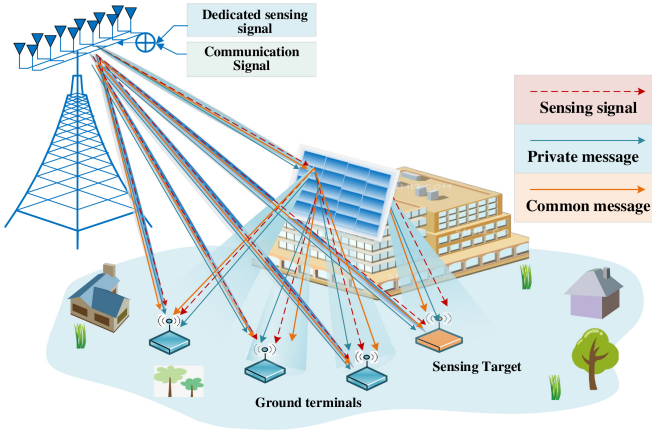 Dedicated sensing
signal
Communication
Signal
Sensing signal
Private message
Common message
Sensing Target
Ground terminals